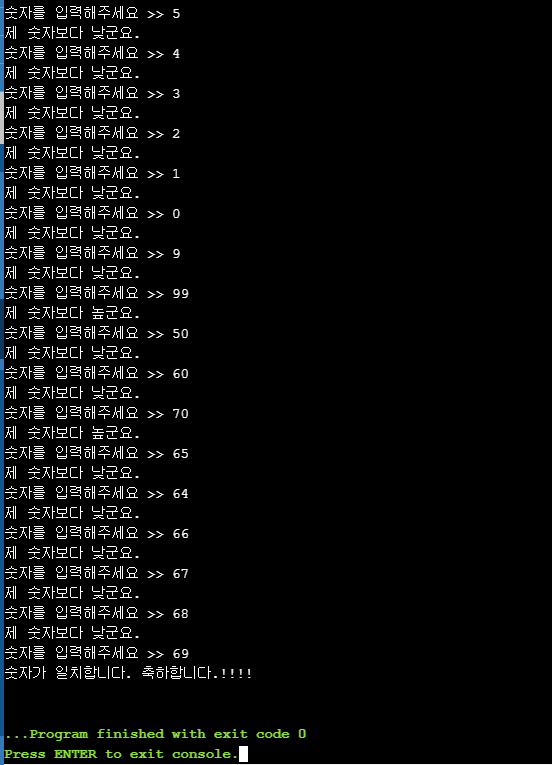 숫자를 입력해주세요 >> 5
제 숫자보다 낮군요.
숫자를 입력해주세요 >> 4
제 숫자보다 낮군요.
숫자를 입력해주세요 >> 3
제 숫자보다 낮군요.
숫자를 입력해주세요 >> 2
제 숫자보다 낮군요.
숫자를 입력해주세요 >> 1
제 숫자보다 낮군요.
숫자를 입력해주세요 >> 0
제 숫자보다 낮군요.
숫자를 입력해주세요 >> 9
제 숫자보다 낮군요.
숫자를 입력해주세요 >> 99
제 숫자보다 높군요.
숫자를 입력해주세요 >> 50
제 숫자보다 낮군요.
숫자를 입력해주세요 >> 60
제 숫자보다 낮군요.
숫자를 입력해주세요 >> 70
제 숫자보다 높군요.
숫자를 입력해주세요 >> 65
제 숫자보다 낮군요.
숫자를 입력해주세요 >> 64
제 숫자보다 낮군요.
숫자를 입력해주세요 >> 66
제 숫자보다 낮군요.
숫자를 입력해주세요 >> 67
제 숫자보다 낮군요.
숫자를 입력해주세요 >> 68
제 숫자보다 낮군요.
숫자를 입력해주세요 >> 69
숫자가 일치합니다. 축하합니다.!!!!
...Program finished with exit code 0
Press ENTER to exit console.